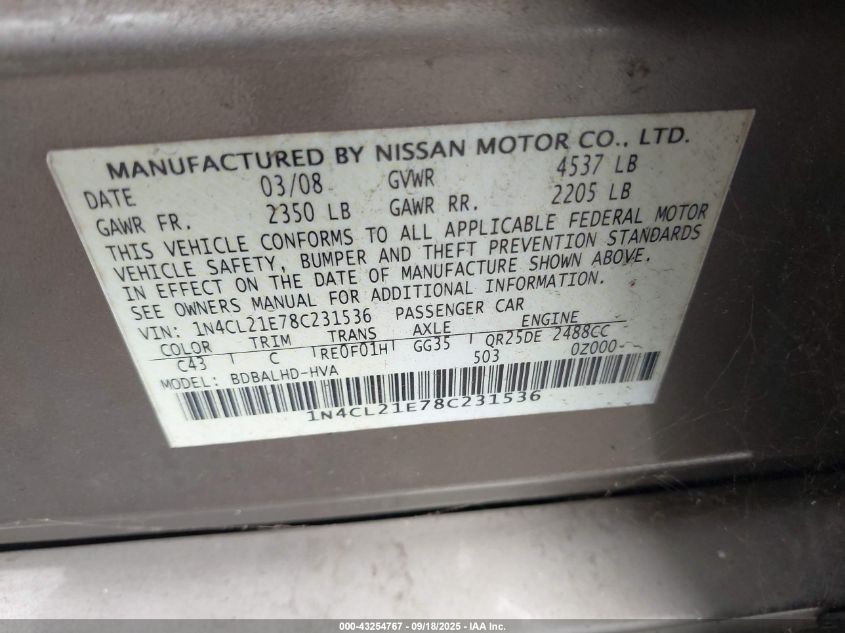 MANUFACTURED BY NISSAN MOTOR CO., LTD.
DATE 03/08 GVWR 4537 LB
GAWR FR. 2350 LB GAWR RR. 2205 LB
THIS VEHICLE CONFORMS TO ALL APPLICABLE FEDERAL MOTOR
VEHICLE SAFETY, BUMPER AND THEFT PREVENTION STANDARDS
IN EFFECT ON THE DATE OF MANUFACTURE SHOWN ABOVE.
SEE OWNERS MANUAL FOR ADDITIONAL INFORMATION.
VIN: 1N4CL21E78C231536 PASSENGER CAR
COLOR TRIM TRANS AXLE ENGINE
C43 C RE0F01H GG35 QR25DE 2488CC
503 0Z000--
MODEL: BDBALHD-HVA
1N4CL21E78C231536
000-43254767 - 09/18/2025 - IAA Inc.